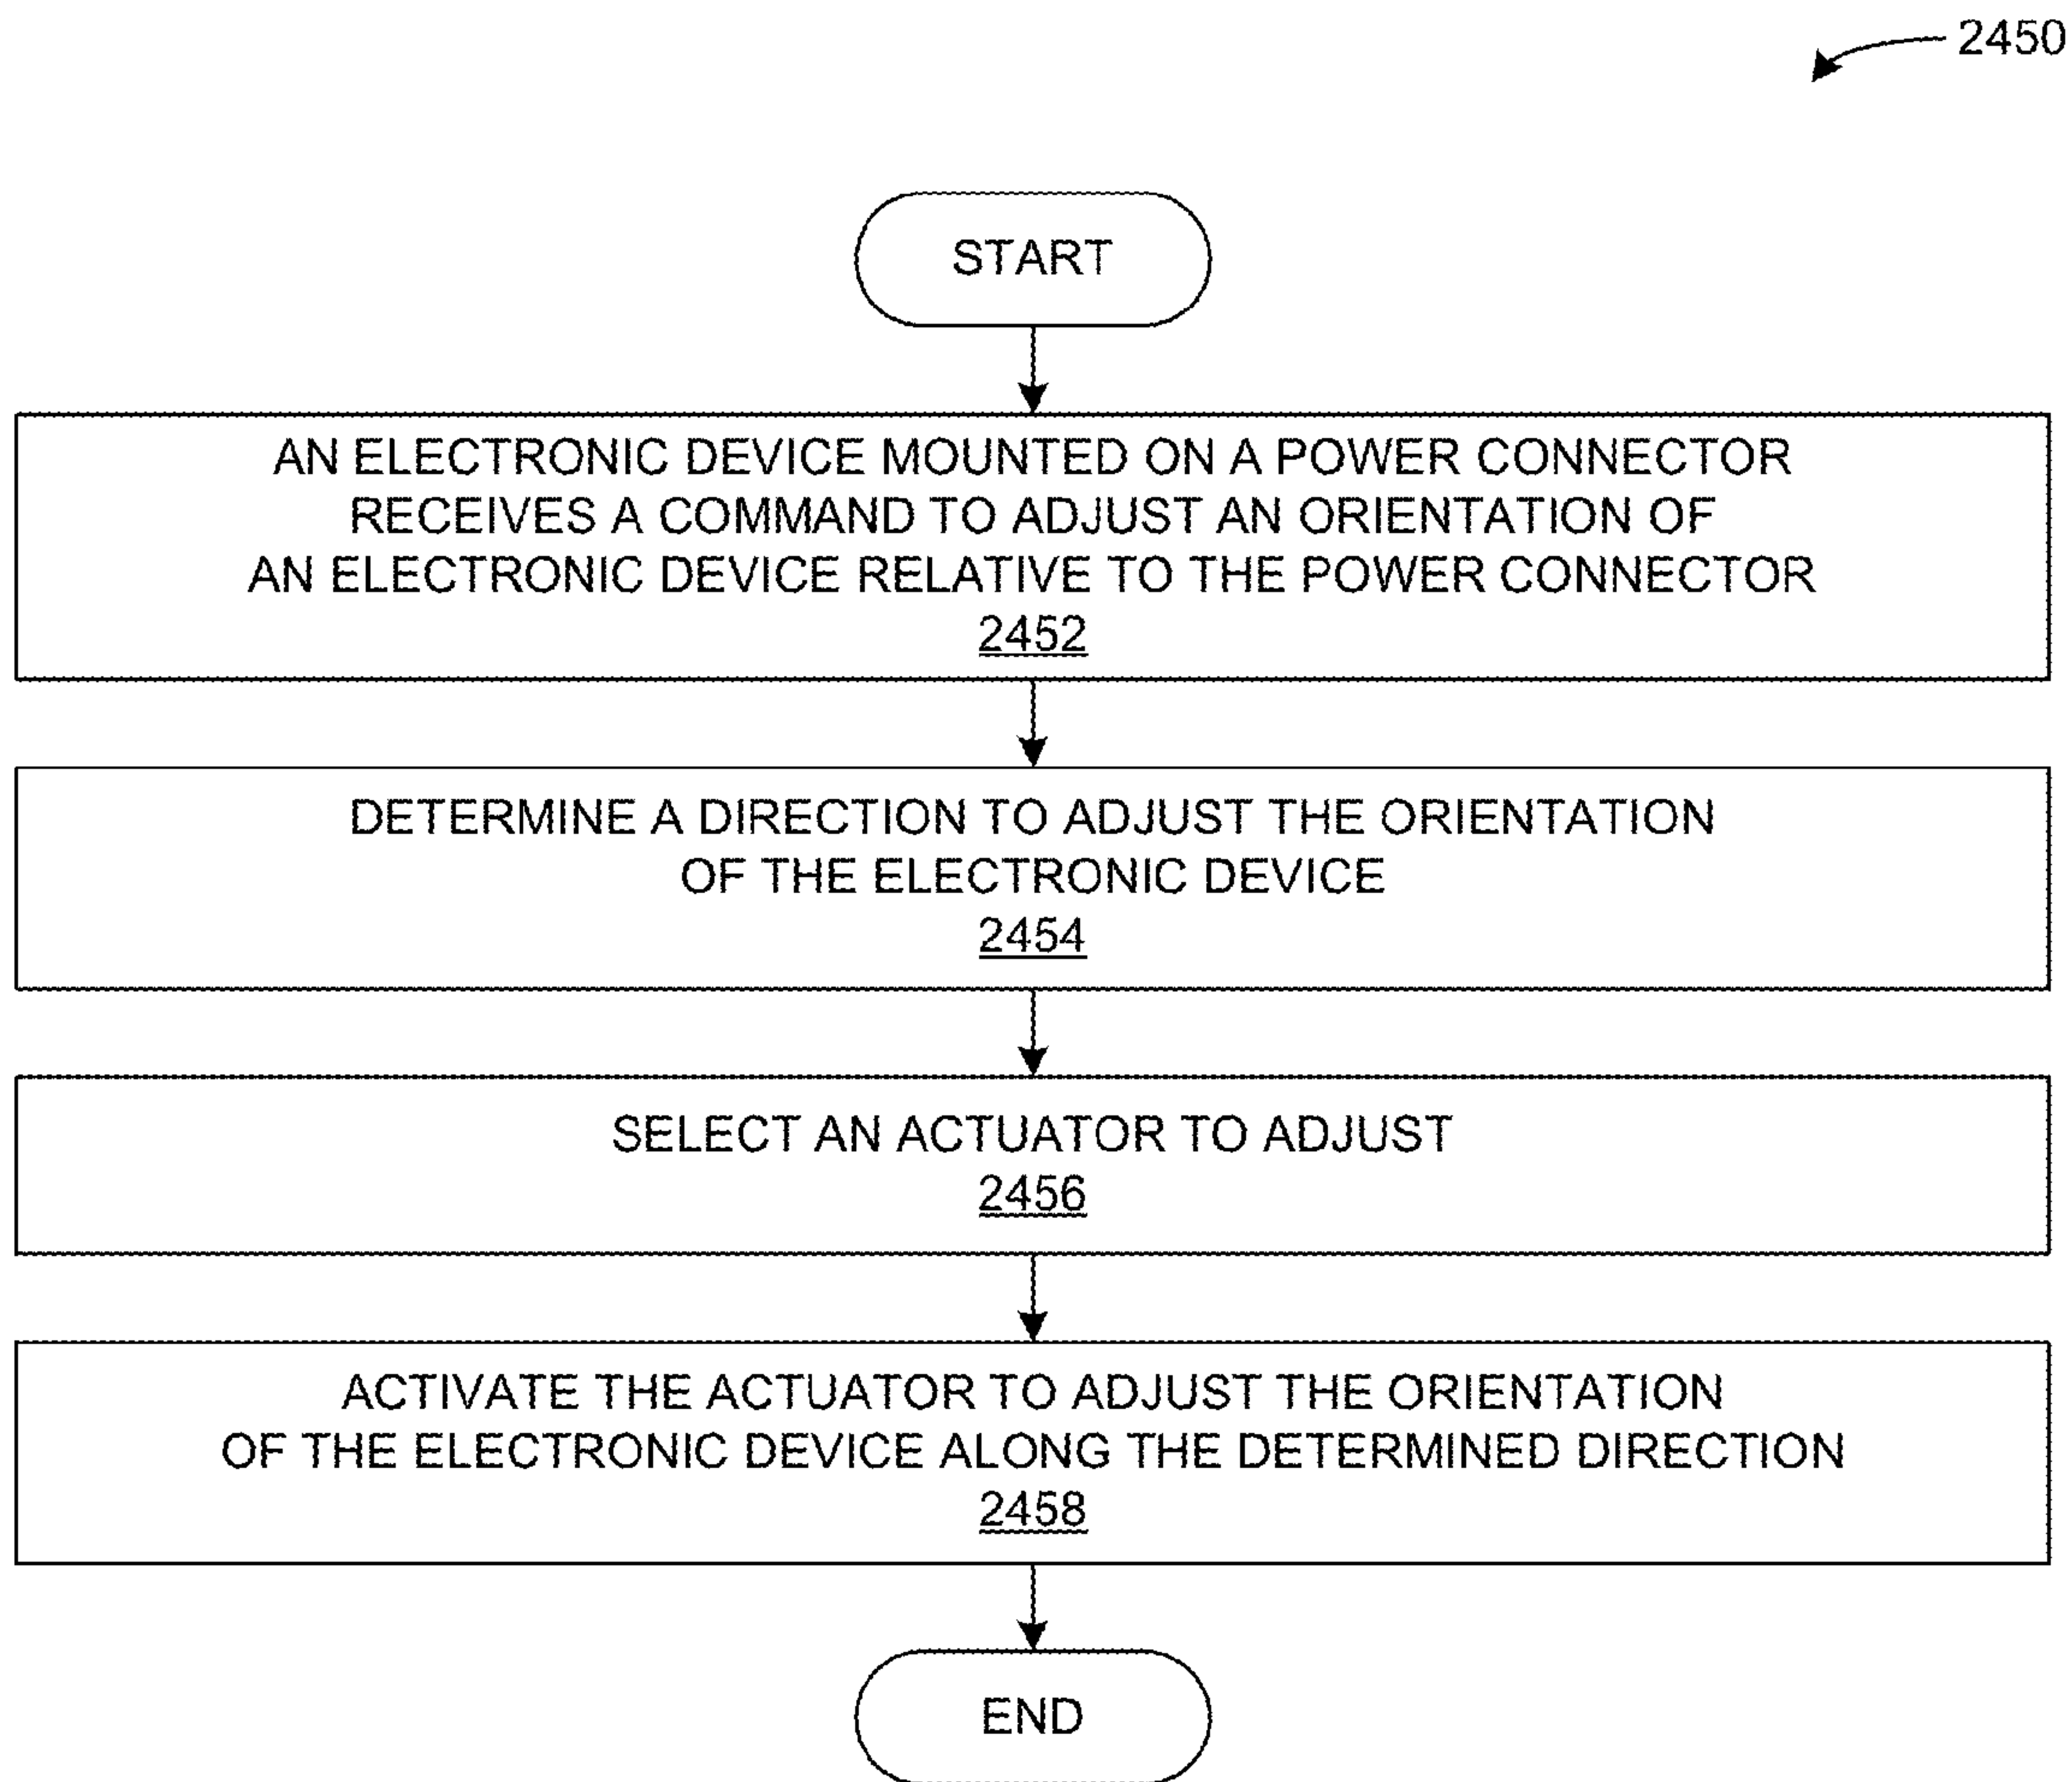 2450
START
AN ELECTRONIC DEVICE MOUNTED ON A POWER CONNECTOR
RECEIVES A COMMAND TO ADJUST AN ORIENTATION OF
AN ELECTRONIC DEVICE RELATIVE TO THE POWER CONNECTOR
2452
DETERMINE A DIRECTION TO ADJUST THE ORIENTATION
OF THE ELECTRONIC DEVICE
2454
SELECT AN ACTUATOR TO ADJUST
2456
ACTIVATE THE ACTUATOR TO ADJUST THE ORIENTATION
OF THE ELECTRONIC DEVICE ALONG THE DETERMINED DIRECTION
2458
END